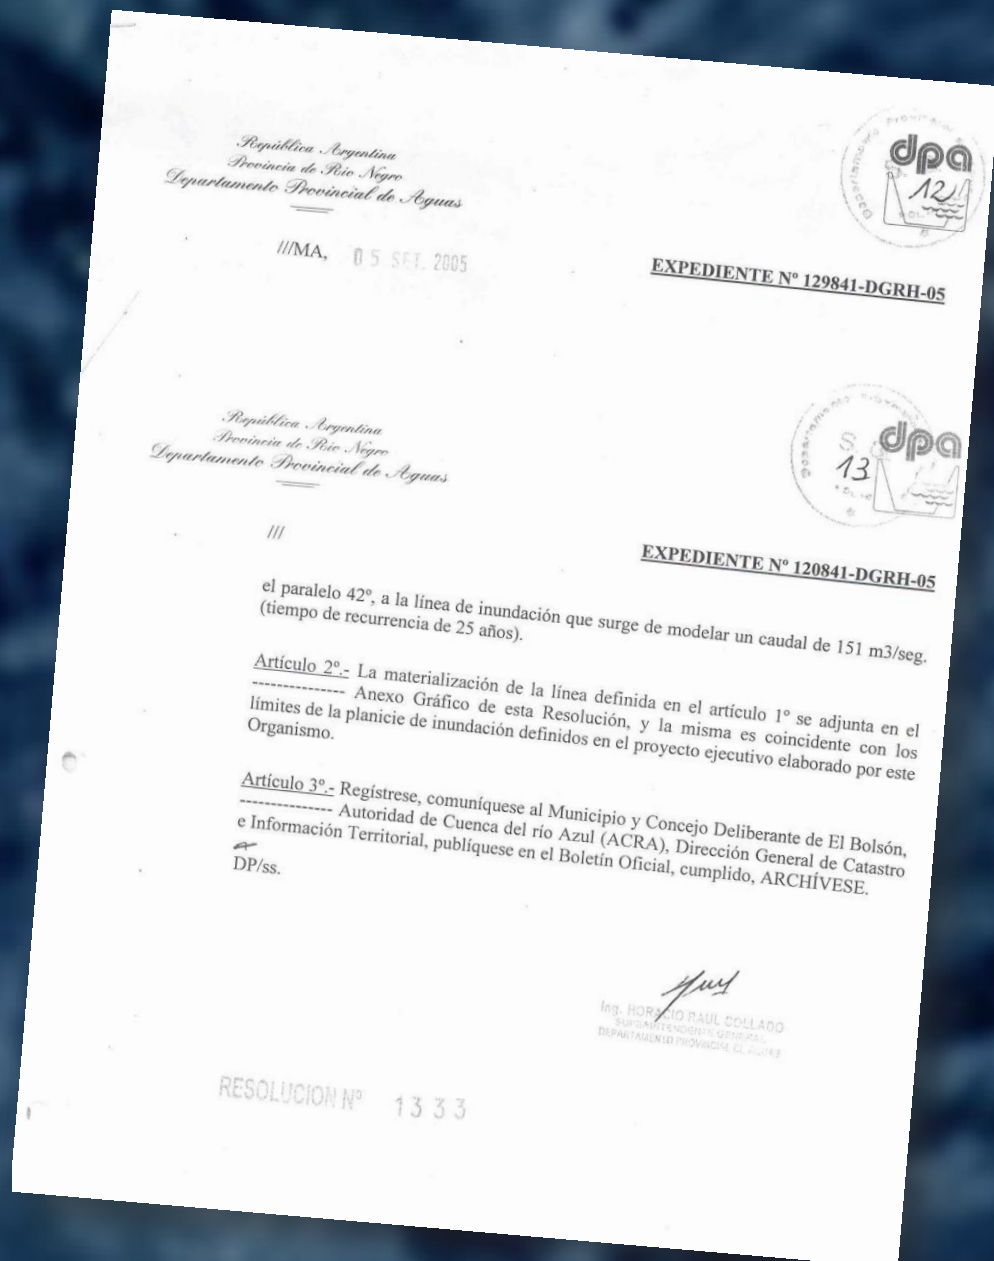 República Argentina
Provincia de Río Negro
Departamento Provincial de Aguas
dpa
12
///MA, 05 SET. 2005
EXPEDIENTE Nº 129841-DGRH-05
República Argentina
Provincia de Río Negro
Departamento Provincial de Aguas
dpa
13
///
EXPEDIENTE Nº 120841-DGRH-05
el paralelo 42º, a la línea de inundación que surge de modelar un caudal de 151 m3/seg.
(tiempo de recurrencia de 25 años).
Artículo 2º.- La materialización de la línea definida en el artículo 1º se adjunta en el
--------------- Anexo Gráfico de esta Resolución, y la misma es coincidente con los
límites de la planicie de inundación definidos en el proyecto ejecutivo elaborado por este
Organismo.
Artículo 3º.- Regístrese, comuníquese al Municipio y Concejo Deliberante de El Bolsón,
--------------- Autoridad de Cuenca del río Azul (ACRA), Dirección General de Catastro
e Información Territorial, publíquese en el Boletín Oficial, cumplido, ARCHÍVESE.
DP/ss.
Ing. HORACIO RAUL COLLADO
SUPERINTENDENTE GENERAL
DEPARTAMENTO PROVINCIAL DE AGUAS
RESOLUCION Nº 1333